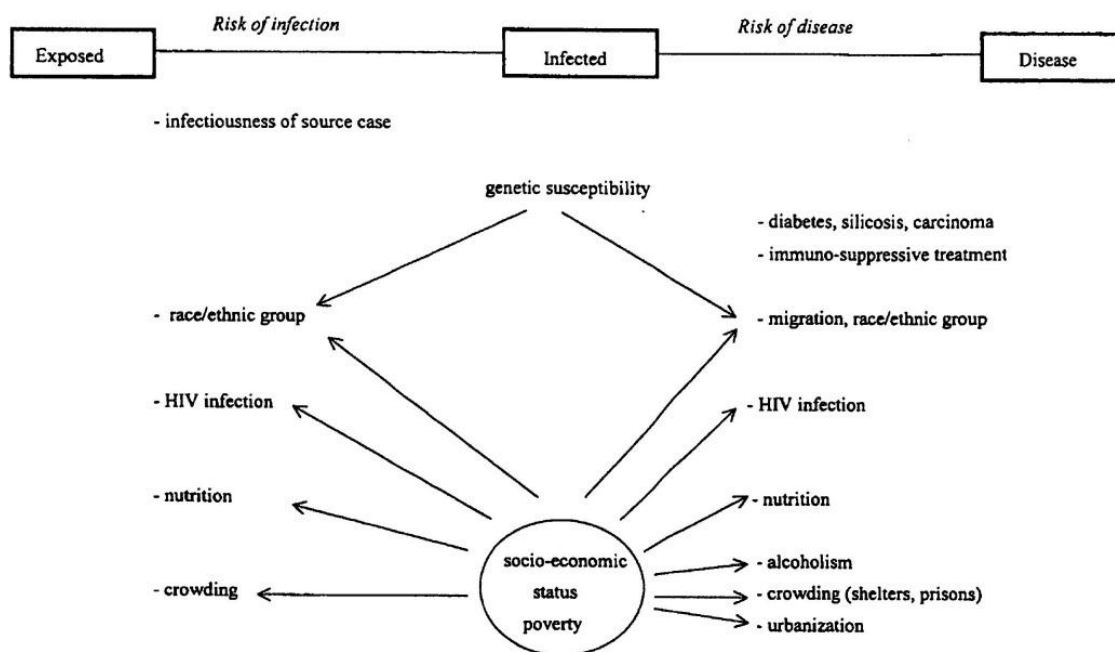 Risk of infection
Risk of disease
Exposed
Infected
Disease
- infectiousness of source case
genetic susceptibility
- diabetes, silicosis, carcinoma
- immuno-suppressive treatment
- race/ethnic group
- migration, race/ethnic group
- HIV infection
- HIV infection
- nutrition
- nutrition
socio-economic
status
poverty
- alcoholism
- crowding
- crowding (shelters, prisons)
- urbanization